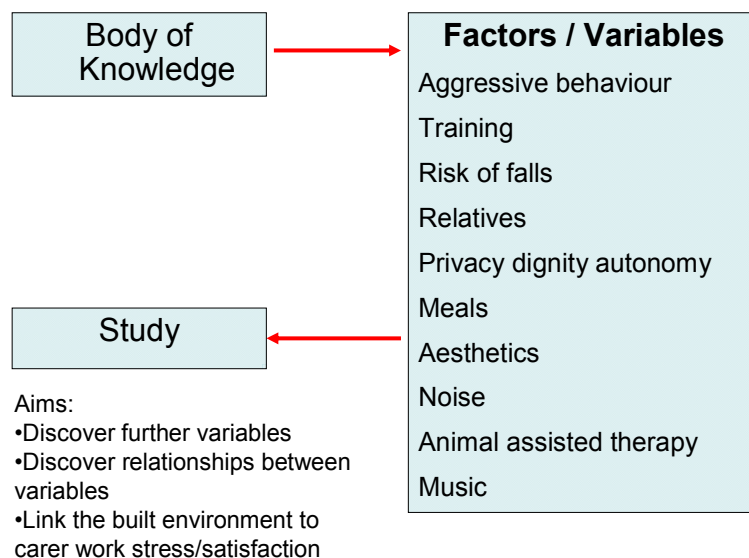 Body of
Knowledge
Factors / Variables
Aggressive behaviour
Training
Risk of falls
Relatives
Privacy dignity autonomy
Meals
Aesthetics
Noise
Animal assisted therapy
Music
Study
Aims:
•Discover further variables
•Discover relationships between
variables
•Link the built environment to
carer work stress/satisfaction